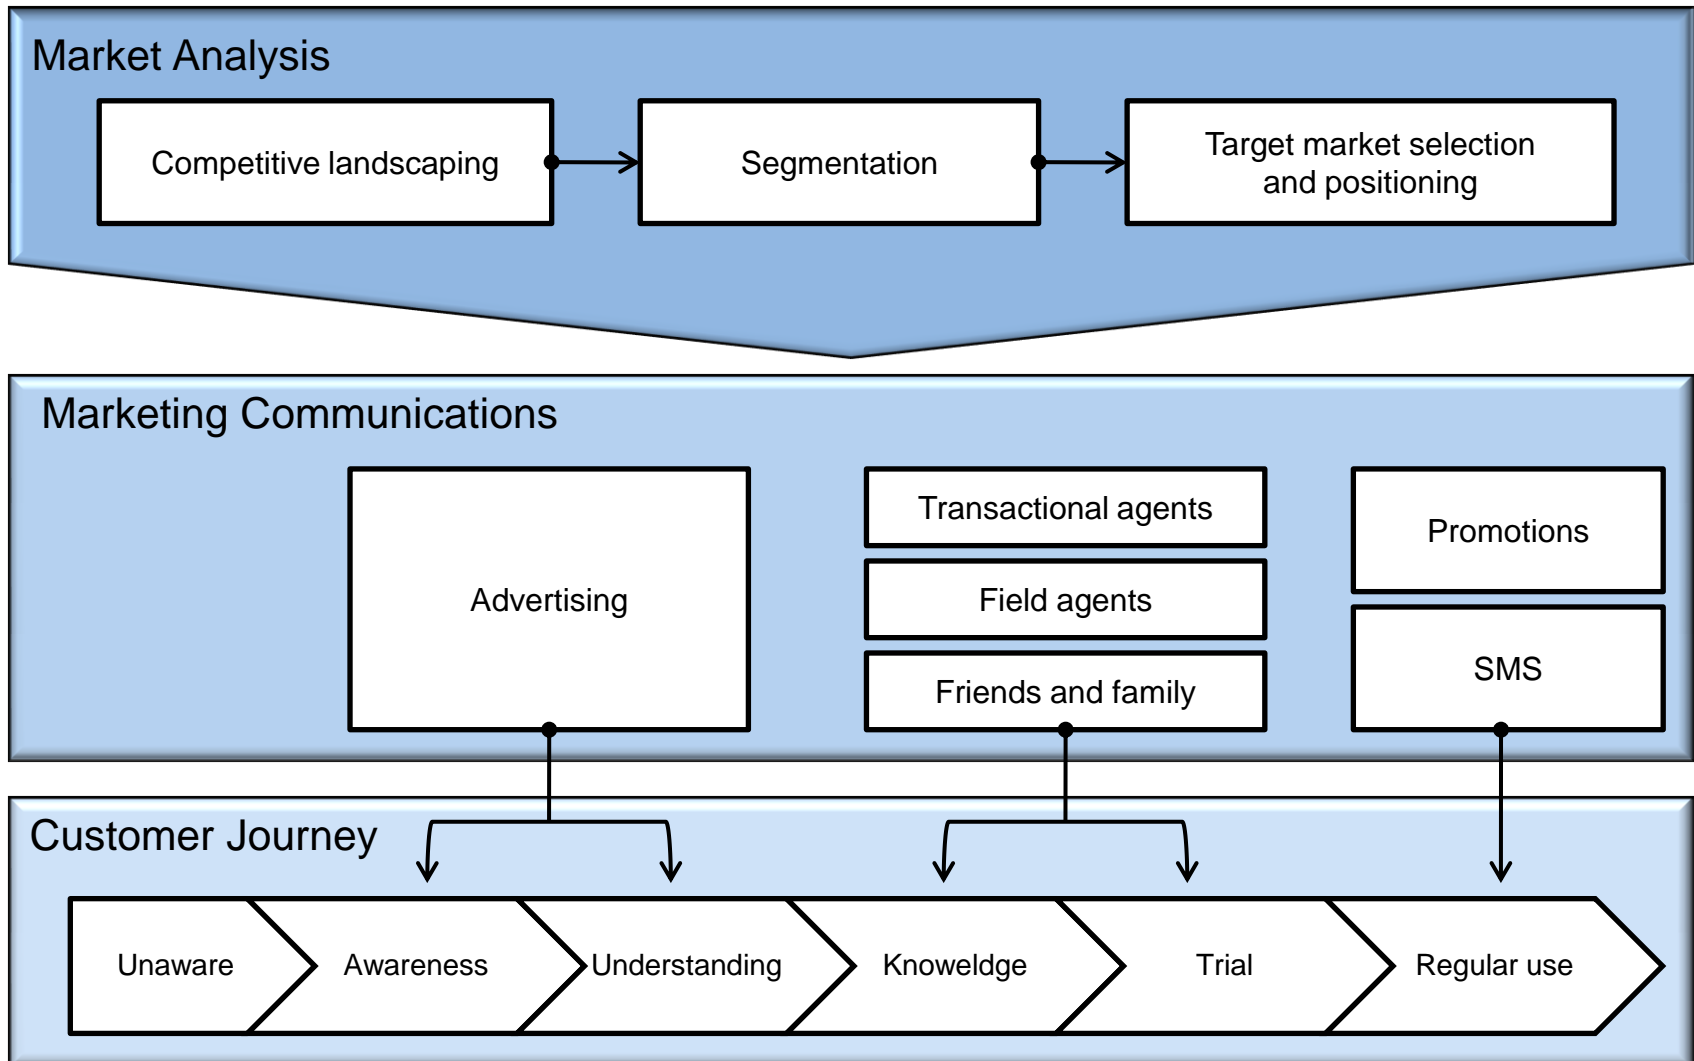 Market Analysis
Competitive landscaping
Segmentation
Target market selection
and positioning
Marketing Communications
Advertising
Transactional agents
Field agents
Friends and family
Promotions
SMS
Customer Journey
Unaware
Awareness
Understanding
Knoweldge
Trial
Regular use